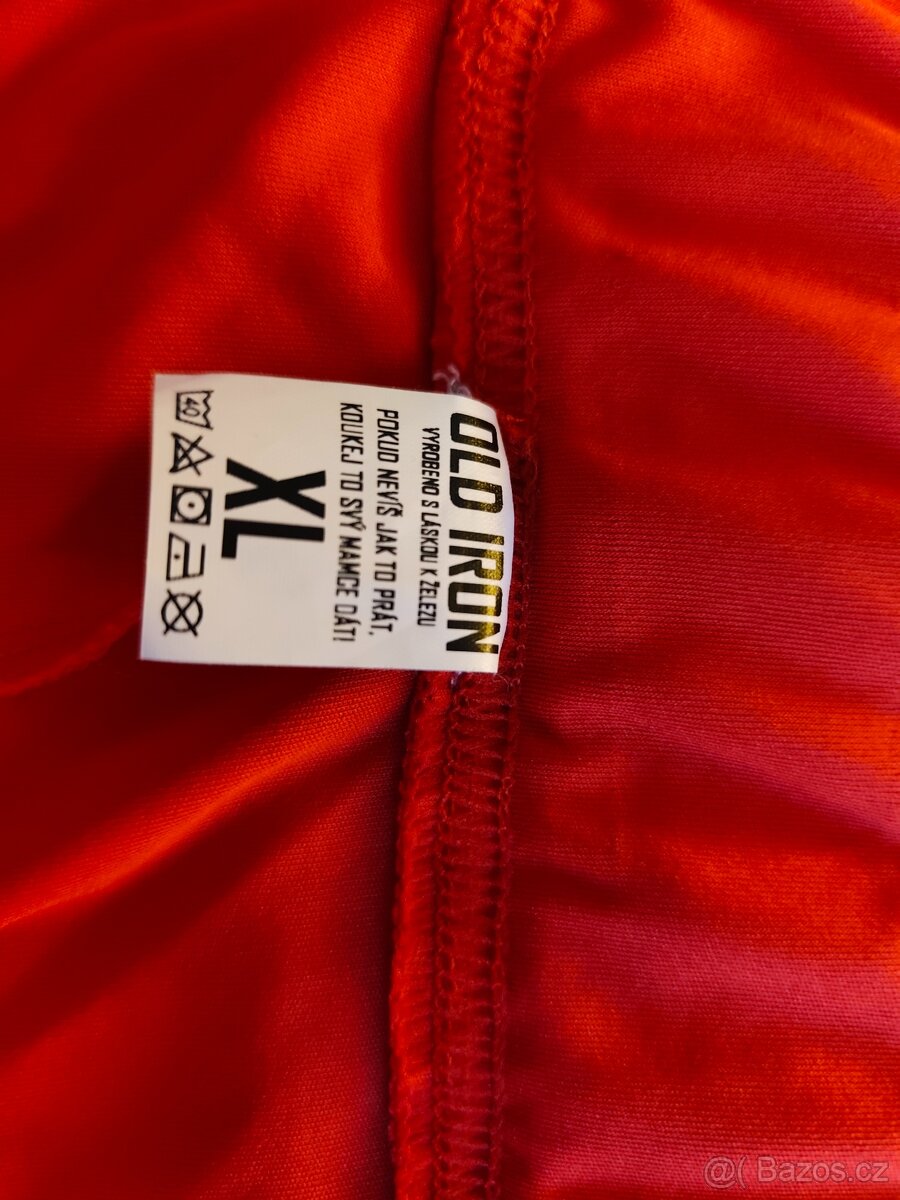 OLD IRON
VYROBENO S LÁSKOU K ŽELEZU
POKUD NEVÍŠ JAK TO PRÁT,
KOUKEJ TO SVÝ MAMCE DÁT!
XL
40
@( Bazos.cz